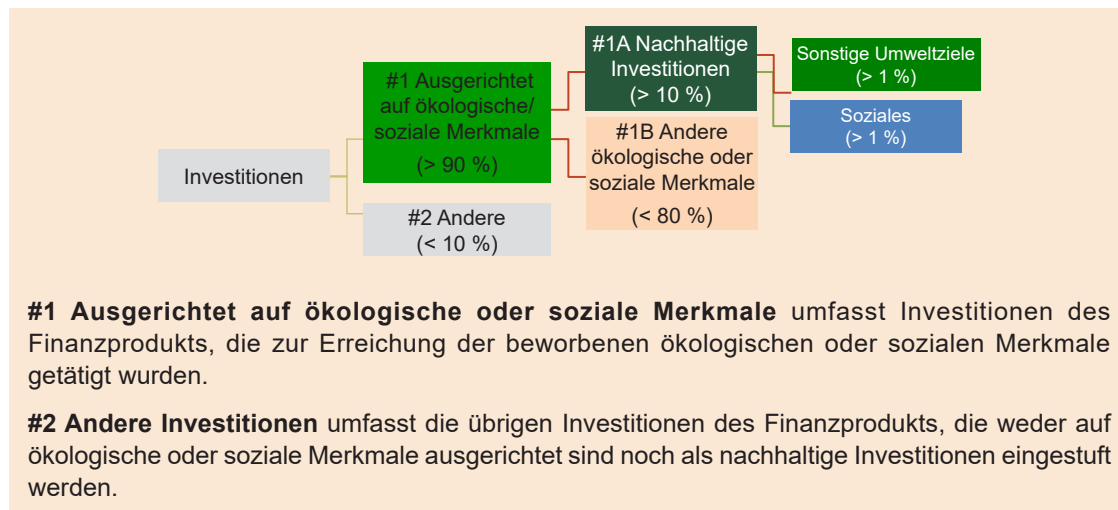 Investitionen
#1 Ausgerichtet
auf ökologische/
soziale Merkmale
(> 90 %)
#2 Andere
(< 10 %)
#1A Nachhaltige
Investitionen
(> 10 %)
#1B Andere
ökologische oder
soziale Merkmale
(< 80 %)
Sonstige Umweltziele
(> 1 %)
Soziales
(> 1 %)
#1 Ausgerichtet auf ökologische oder soziale Merkmale umfasst Investitionen des
Finanzprodukts, die zur Erreichung der beworbenen ökologischen oder sozialen Merkmale
getätigt wurden.
#2 Andere Investitionen umfasst die übrigen Investitionen des Finanzprodukts, die weder auf
ökologische oder soziale Merkmale ausgerichtet sind noch als nachhaltige Investitionen eingestuft
werden.